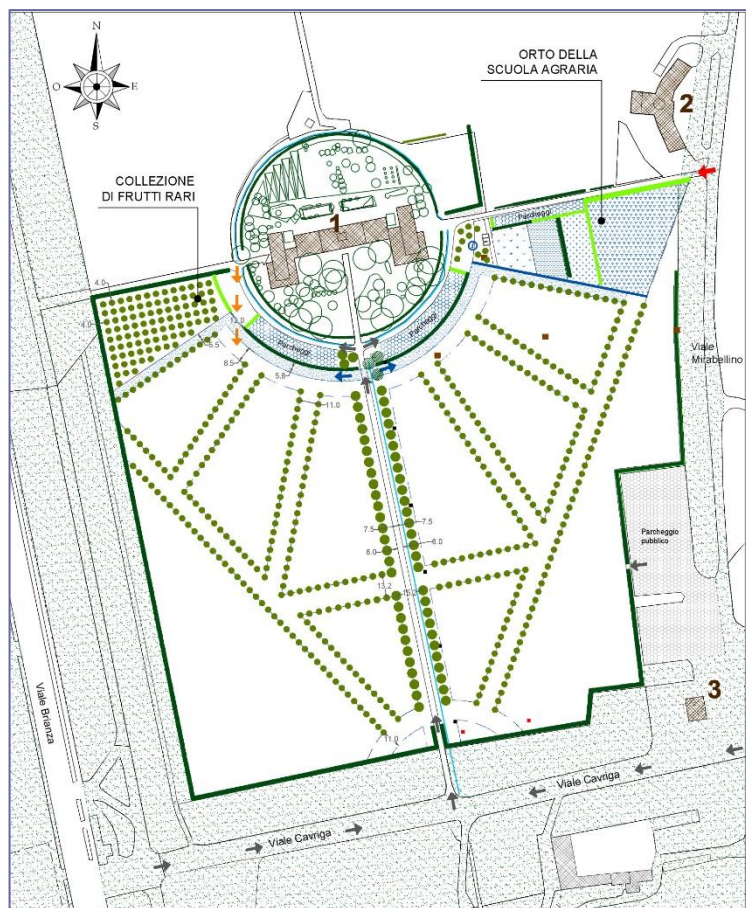 N
O
E
S
ORTO DELLA
SCUOLA AGRARIA
2
COLLEZIONE
DI FRUTTI RARI
1
Parcheggi
4.0
4.0
12.0
5.5
8.5
5.8
11.0
Parcheggi
Parcheggi
Viale
Mirabellino
7.5
7.5
6.0
6.0
13.2
15.2
Parcheggio
pubblico
3
11.0
Viale Brianza
Viale Cavriga
Viale Cavriga